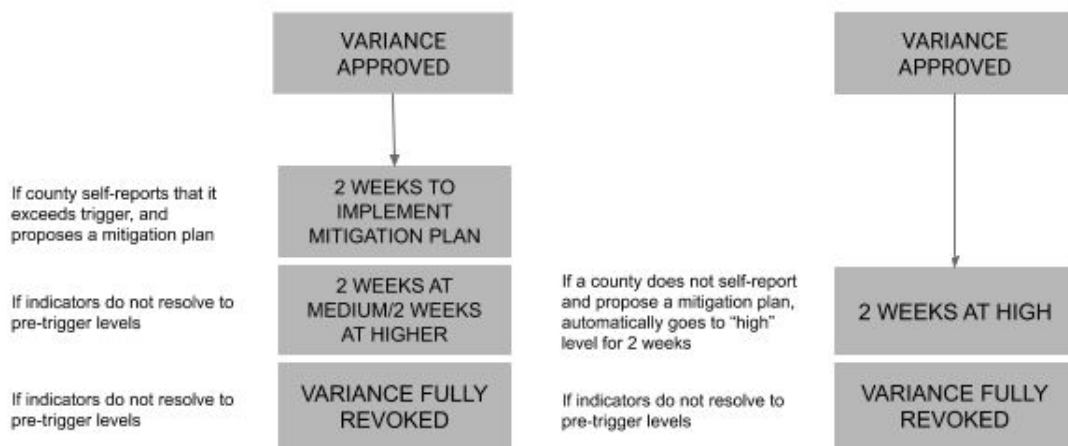 VARIANCE
APPROVED
If county self-reports that it
exceeds trigger, and
proposes a mitigation plan
2 WEEKS TO
IMPLEMENT
MITIGATION PLAN
If indicators do not resolve to
pre-trigger levels
2 WEEKS AT
MEDIUM/2 WEEKS
AT HIGHER
If indicators do not resolve to
pre-trigger levels
VARIANCE FULLY
REVOKED
VARIANCE
APPROVED
If a county does not self-report
and propose a mitigation plan,
automatically goes to “high”
level for 2 weeks
2 WEEKS AT HIGH
If indicators do not resolve to
pre-trigger levels
VARIANCE FULLY
REVOKED